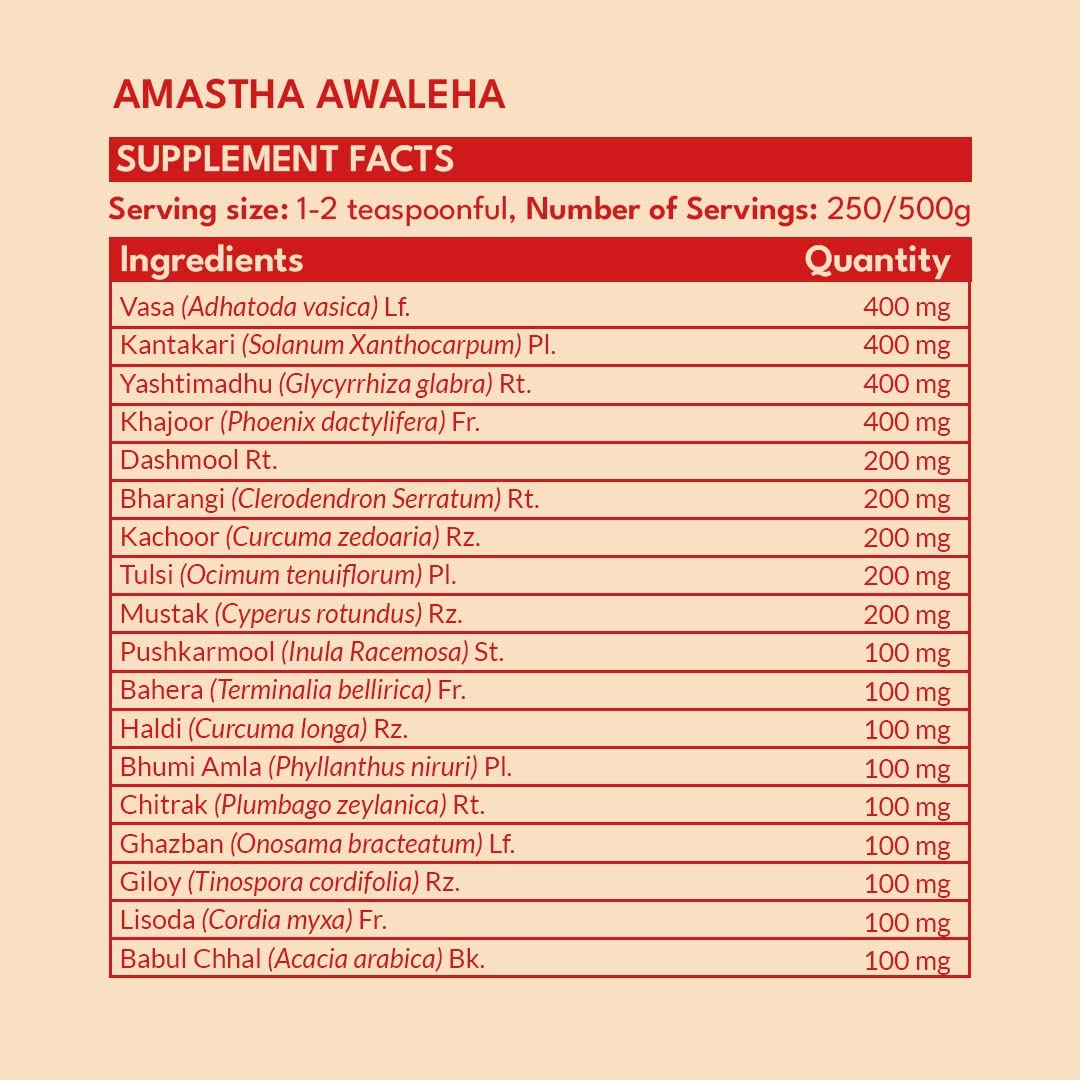 AMASTHA AWALEHA
SUPPLEMENT FACTS
Serving size: 1-2 teaspoonful, Number of Servings: 250/500g
Ingredients Quantity
Vasa (Adhatoda vasica) Lf. 400 mg
Kantakari (Solanum Xanthocarpum) Pl. 400 mg
Yashtimadhu (Glycyrrhiza glabra) Rt. 400 mg
Khajoor (Phoenix dactylifera) Fr. 400 mg
Dashmool Rt. 200 mg
Bharangi (Clerodendron Serratum) Rt. 200 mg
Kachoor (Curcuma zedoaria) Rz. 200 mg
Tulsi (Ocimum tenuiflorum) Pl. 200 mg
Mustak (Cyperus rotundus) Rz. 200 mg
Pushkarmool (Inula Racemosa) St. 100 mg
Bahera (Terminalia bellirica) Fr. 100 mg
Haldi (Curcuma longa) Rz. 100 mg
Bhumi Amla (Phyllanthus niruri) Pl. 100 mg
Chitrak (Plumbago zeylanica) Rt. 100 mg
Ghazban (Onosama bracteatum) Lf. 100 mg
Giloy (Tinospora cordifolia) Rz. 100 mg
Lisoda (Cordia myxa) Fr. 100 mg
Babul Chhal (Acacia arabica) Bk. 100 mg